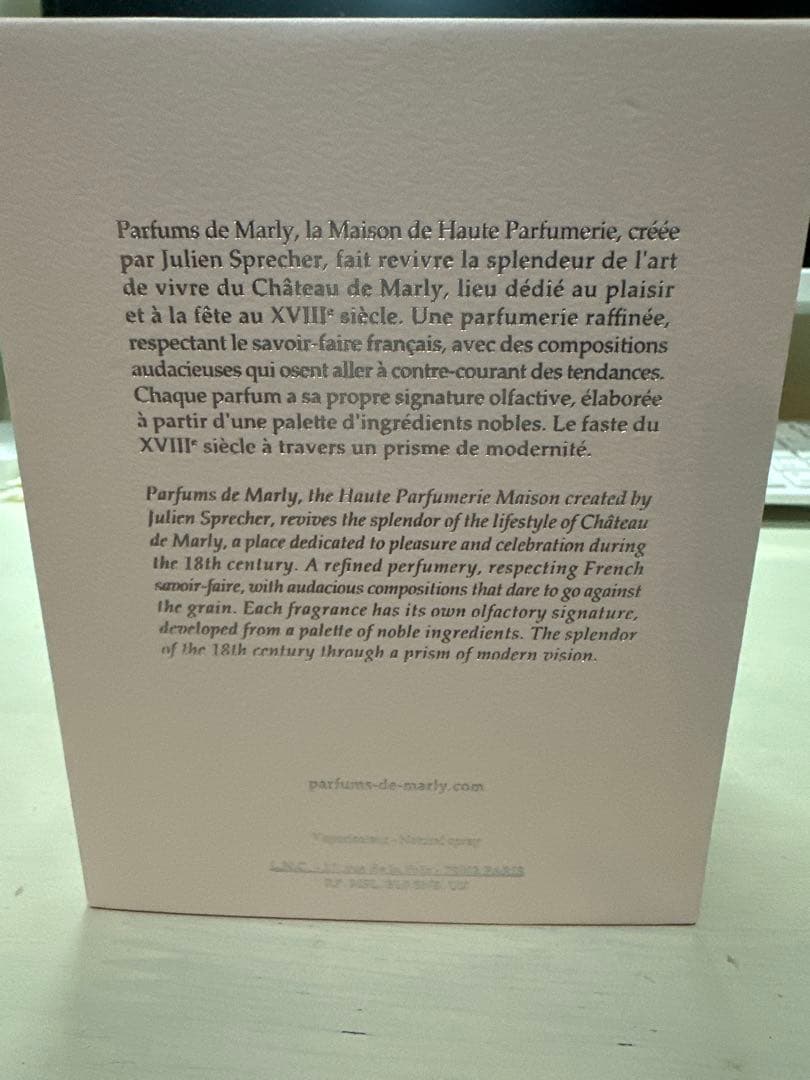 Parfums de Marly, la Maison de Haute Parfumerie, créée
par Julien Sprecher, fait revivre la splendeur de l'art
de vivre du Château de Marly, lieu dédié au plaisir
et à la fête au XVIIIᵉ siècle. Une parfumerie raffinée,
respectant le savoir-faire français, avec des compositions
audacieuses qui osent aller à contre-courant des tendances.
Chaque parfum a sa propre signature olfactive, élaborée
à partir d'une palette d'ingrédients nobles. Le faste du
XVIIIᵉ siècle à travers un prisme de modernité.
Parfums de Marly, the Haute Parfumerie Maison created by
Julien Sprecher, revives the splendor of the lifestyle of Château
de Marly, a place dedicated to pleasure and celebration during
the 18th century. A refined perfumery, respecting French
savoir-faire, with audacious compositions that dare to go against
the grain. Each fragrance has its own olfactory signature,
developed from a palette of noble ingredients. The splendor
of the 18th century through a prism of modern vision.
parfums-de-marly.com
Vaporisateur - Natural spray
PARIS